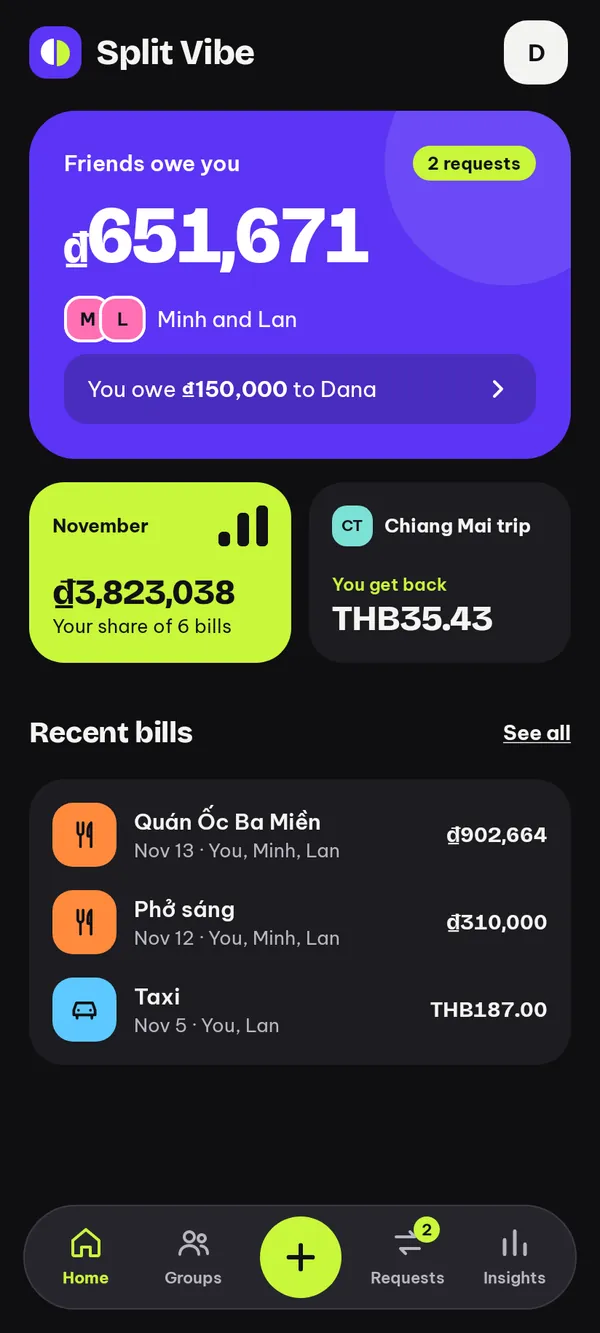 Split Vibe
D
Friends owe you
2 requests
₫651,671
M L Minh and Lan
You owe ₫150,000 to Dana
November
₫3,823,038
Your share of 6 bills
CT Chiang Mai trip
You get back
THB35.43
Recent bills
See all
Quán Ốc Ba Miền
Nov 13 · You, Minh, Lan
₫902,664
Phở sáng
Nov 12 · You, Minh, Lan
₫310,000
Taxi
Nov 5 · You, Lan
THB187.00
2
Home
Groups
Requests
Insights